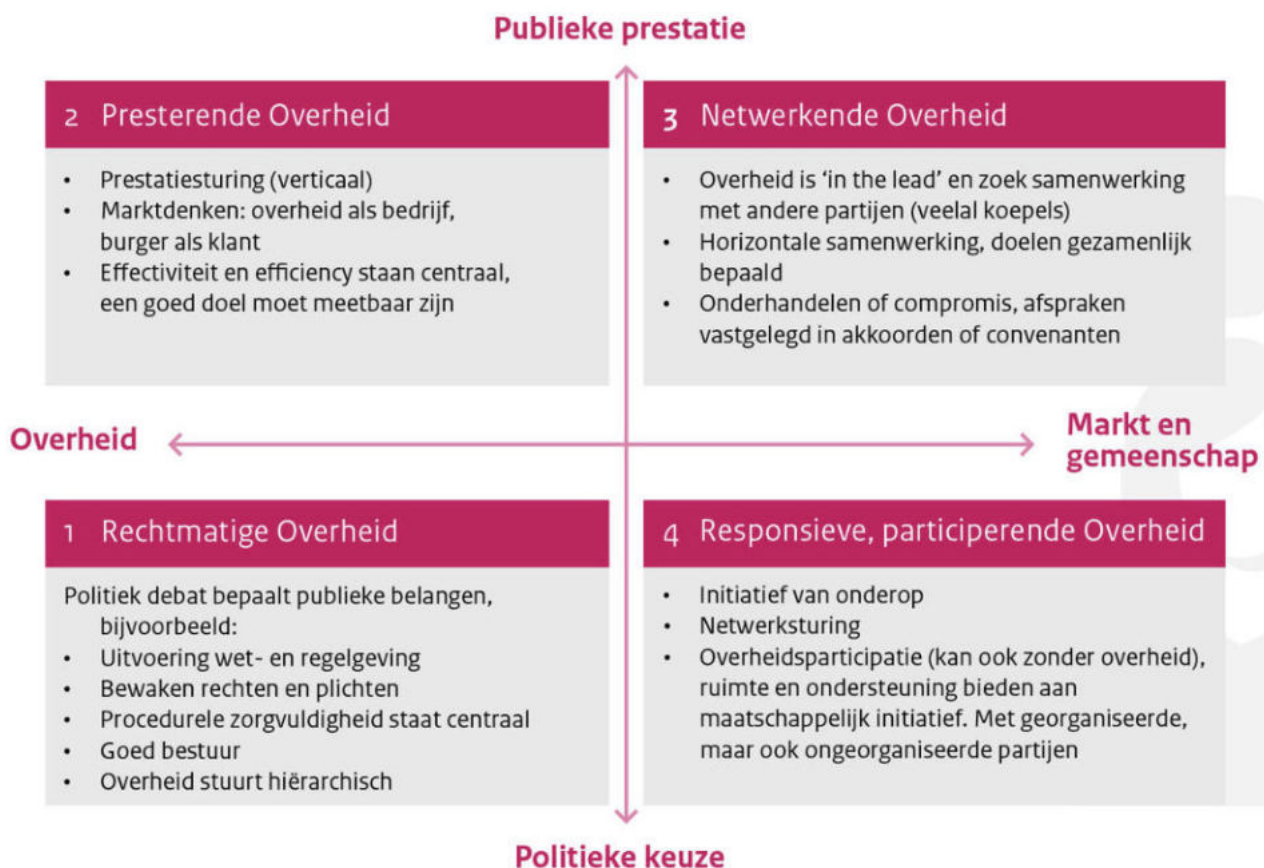 Publieke prestatie
2 Presterende Overheid
• Prestatiesturing (verticaal)
• Marktdenken: overheid als bedrijf,
burger als klant
• Effectiviteit en efficiency staan centraal,
een goed doel moet meetbaar zijn
3 Netwerkende Overheid
• Overheid is ‘in the lead’ en zoek samenwerking
met andere partijen (veelal koepels)
• Horizontale samenwerking, doelen gezamenlijk
bepaald
• Onderhandelen of compromis, afspraken
vastgelegd in akkoorden of convenanten
Overheid
Markt en
gemeenschap
1 Rechtmatige Overheid
Politiek debat bepaalt publieke belangen,
bijvoorbeeld:
• Uitvoering wet- en regelgeving
• Bewaken rechten en plichten
• Procedurele zorgvuldigheid staat centraal
• Goed bestuur
• Overheid stuurt hiërarchisch
4 Responsieve, participerende Overheid
• Initiatief van onderop
• Netwerksturing
• Overheidsparticipatie (kan ook zonder overheid),
ruimte en ondersteuning bieden aan
maatschappelijk initiatief. Met georganiseerde,
maar ook ongeorganiseerde partijen
Politieke keuze